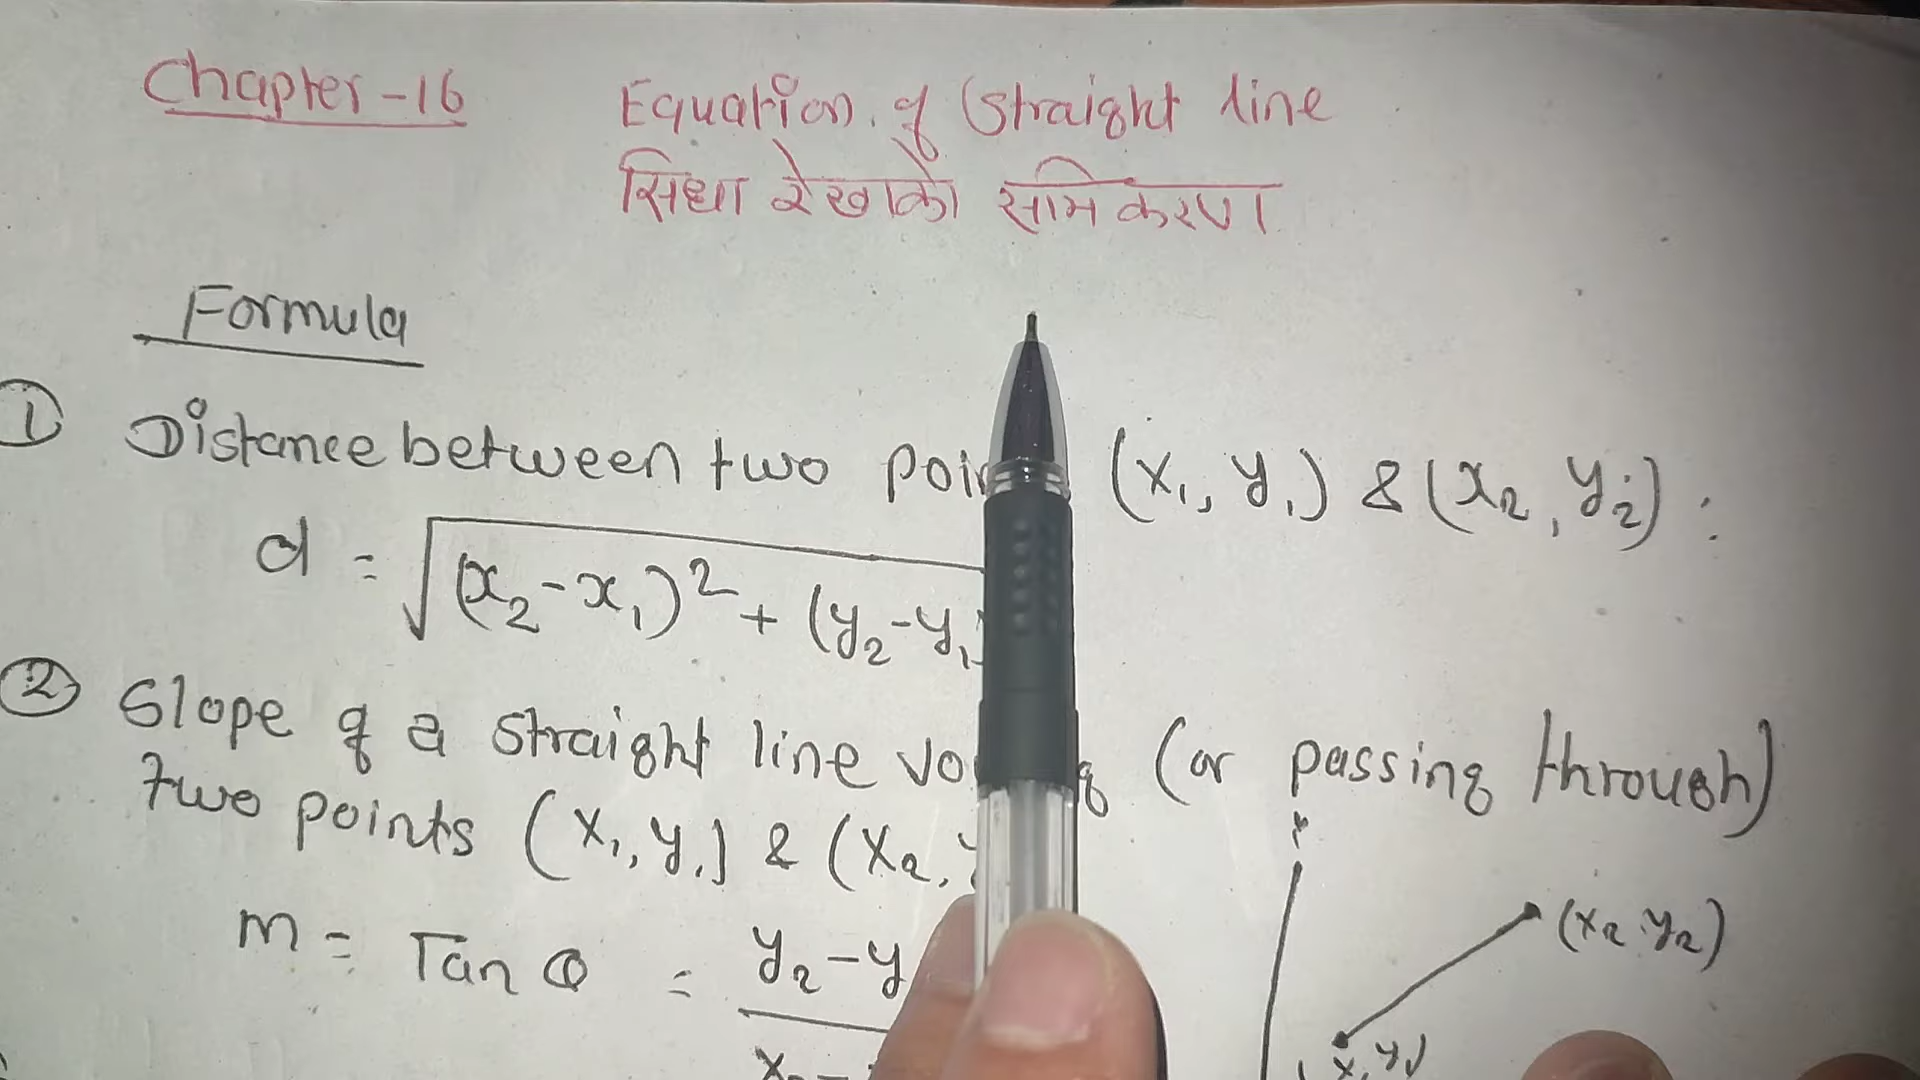 Chapter-16 Equation of Straight line
सिधा रेखाको समिकरण
Formula
① Distance between two (x₁, y₁) & (x₂, y₂) :
d = √(x₂-x₁)² + (y₂-y₁
② Slope of a straight line (or passing through)
two points (x₁, y₁) & (x₂,
m = Tan θ = y₂-y
(x₂, y₂)
x₁, y₁)